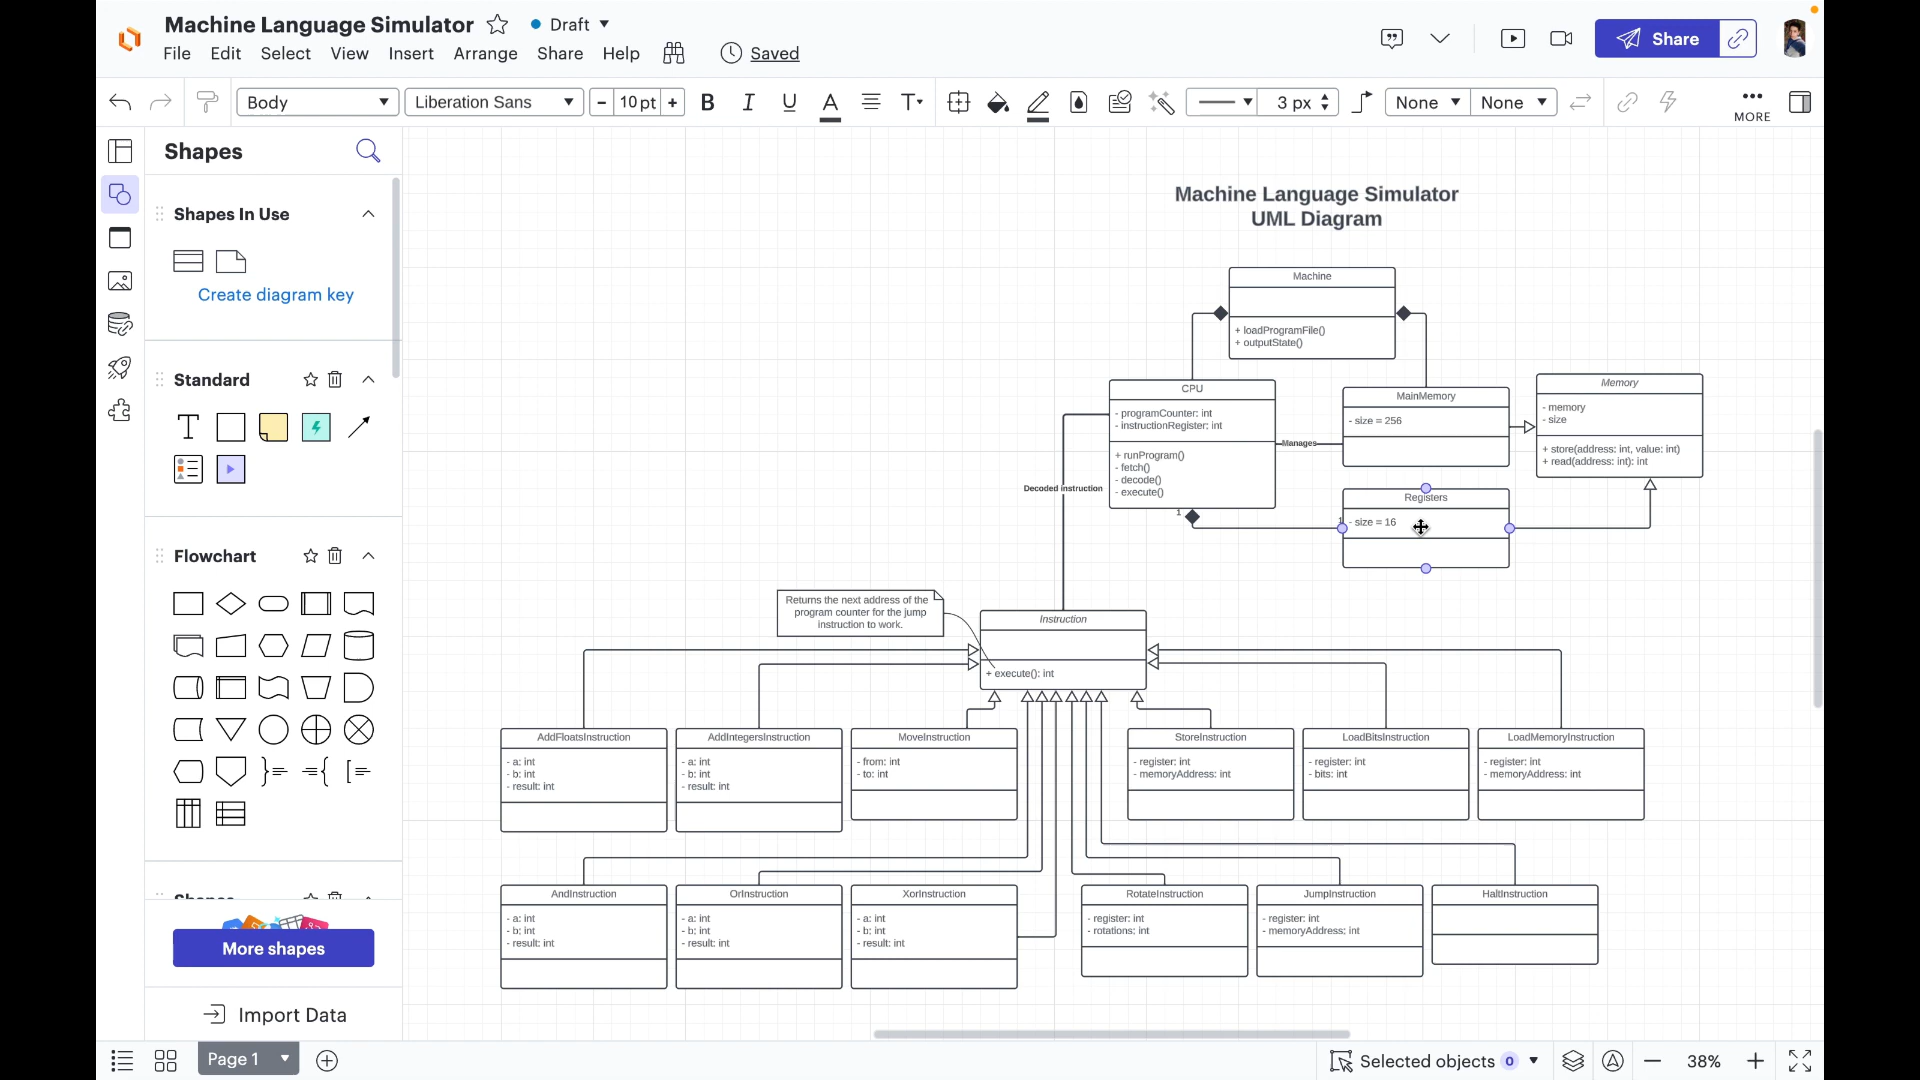 Machine Language Simulator
Draft
File Edit Select View Insert Arrange Share Help
Saved
Share
Body
Liberation Sans
10 pt
B I U A T
3 px
None
None
MORE
Shapes
Shapes In Use
Create diagram key
Standard
T
Flowchart
More shapes
Import Data
Machine Language Simulator
UML Diagram
Machine
+ loadProgramFile()
+ outputState()
CPU
- programCounter: int
- instructionRegister: int
+ runProgram()
- fetch()
- decode()
- execute()
Manages
MainMemory
- size = 256
Memory
- memory
- size
+ store(address: int, value: int)
+ read(address: int): int
Decoded instruction
1
1
Registers
- size = 16
Returns the next address of the
program counter for the jump
instruction to work.
Instruction
+ execute(): int
AddFloatsInstruction
- a: int
- b: int
- result: int
AddIntegersInstruction
- a: int
- b: int
- result: int
MoveInstruction
- from: int
- to: int
StoreInstruction
- register: int
- memoryAddress: int
LoadBitsInstruction
- register: int
- bits: int
LoadMemoryInstruction
- register: int
- memoryAddress: int
AndInstruction
- a: int
- b: int
- result: int
OrInstruction
- a: int
- b: int
- result: int
XorInstruction
- a: int
- b: int
- result: int
RotateInstruction
- register: int
- rotations: int
JumpInstruction
- register: int
- memoryAddress: int
HaltInstruction
Page 1
Selected objects 0
38%